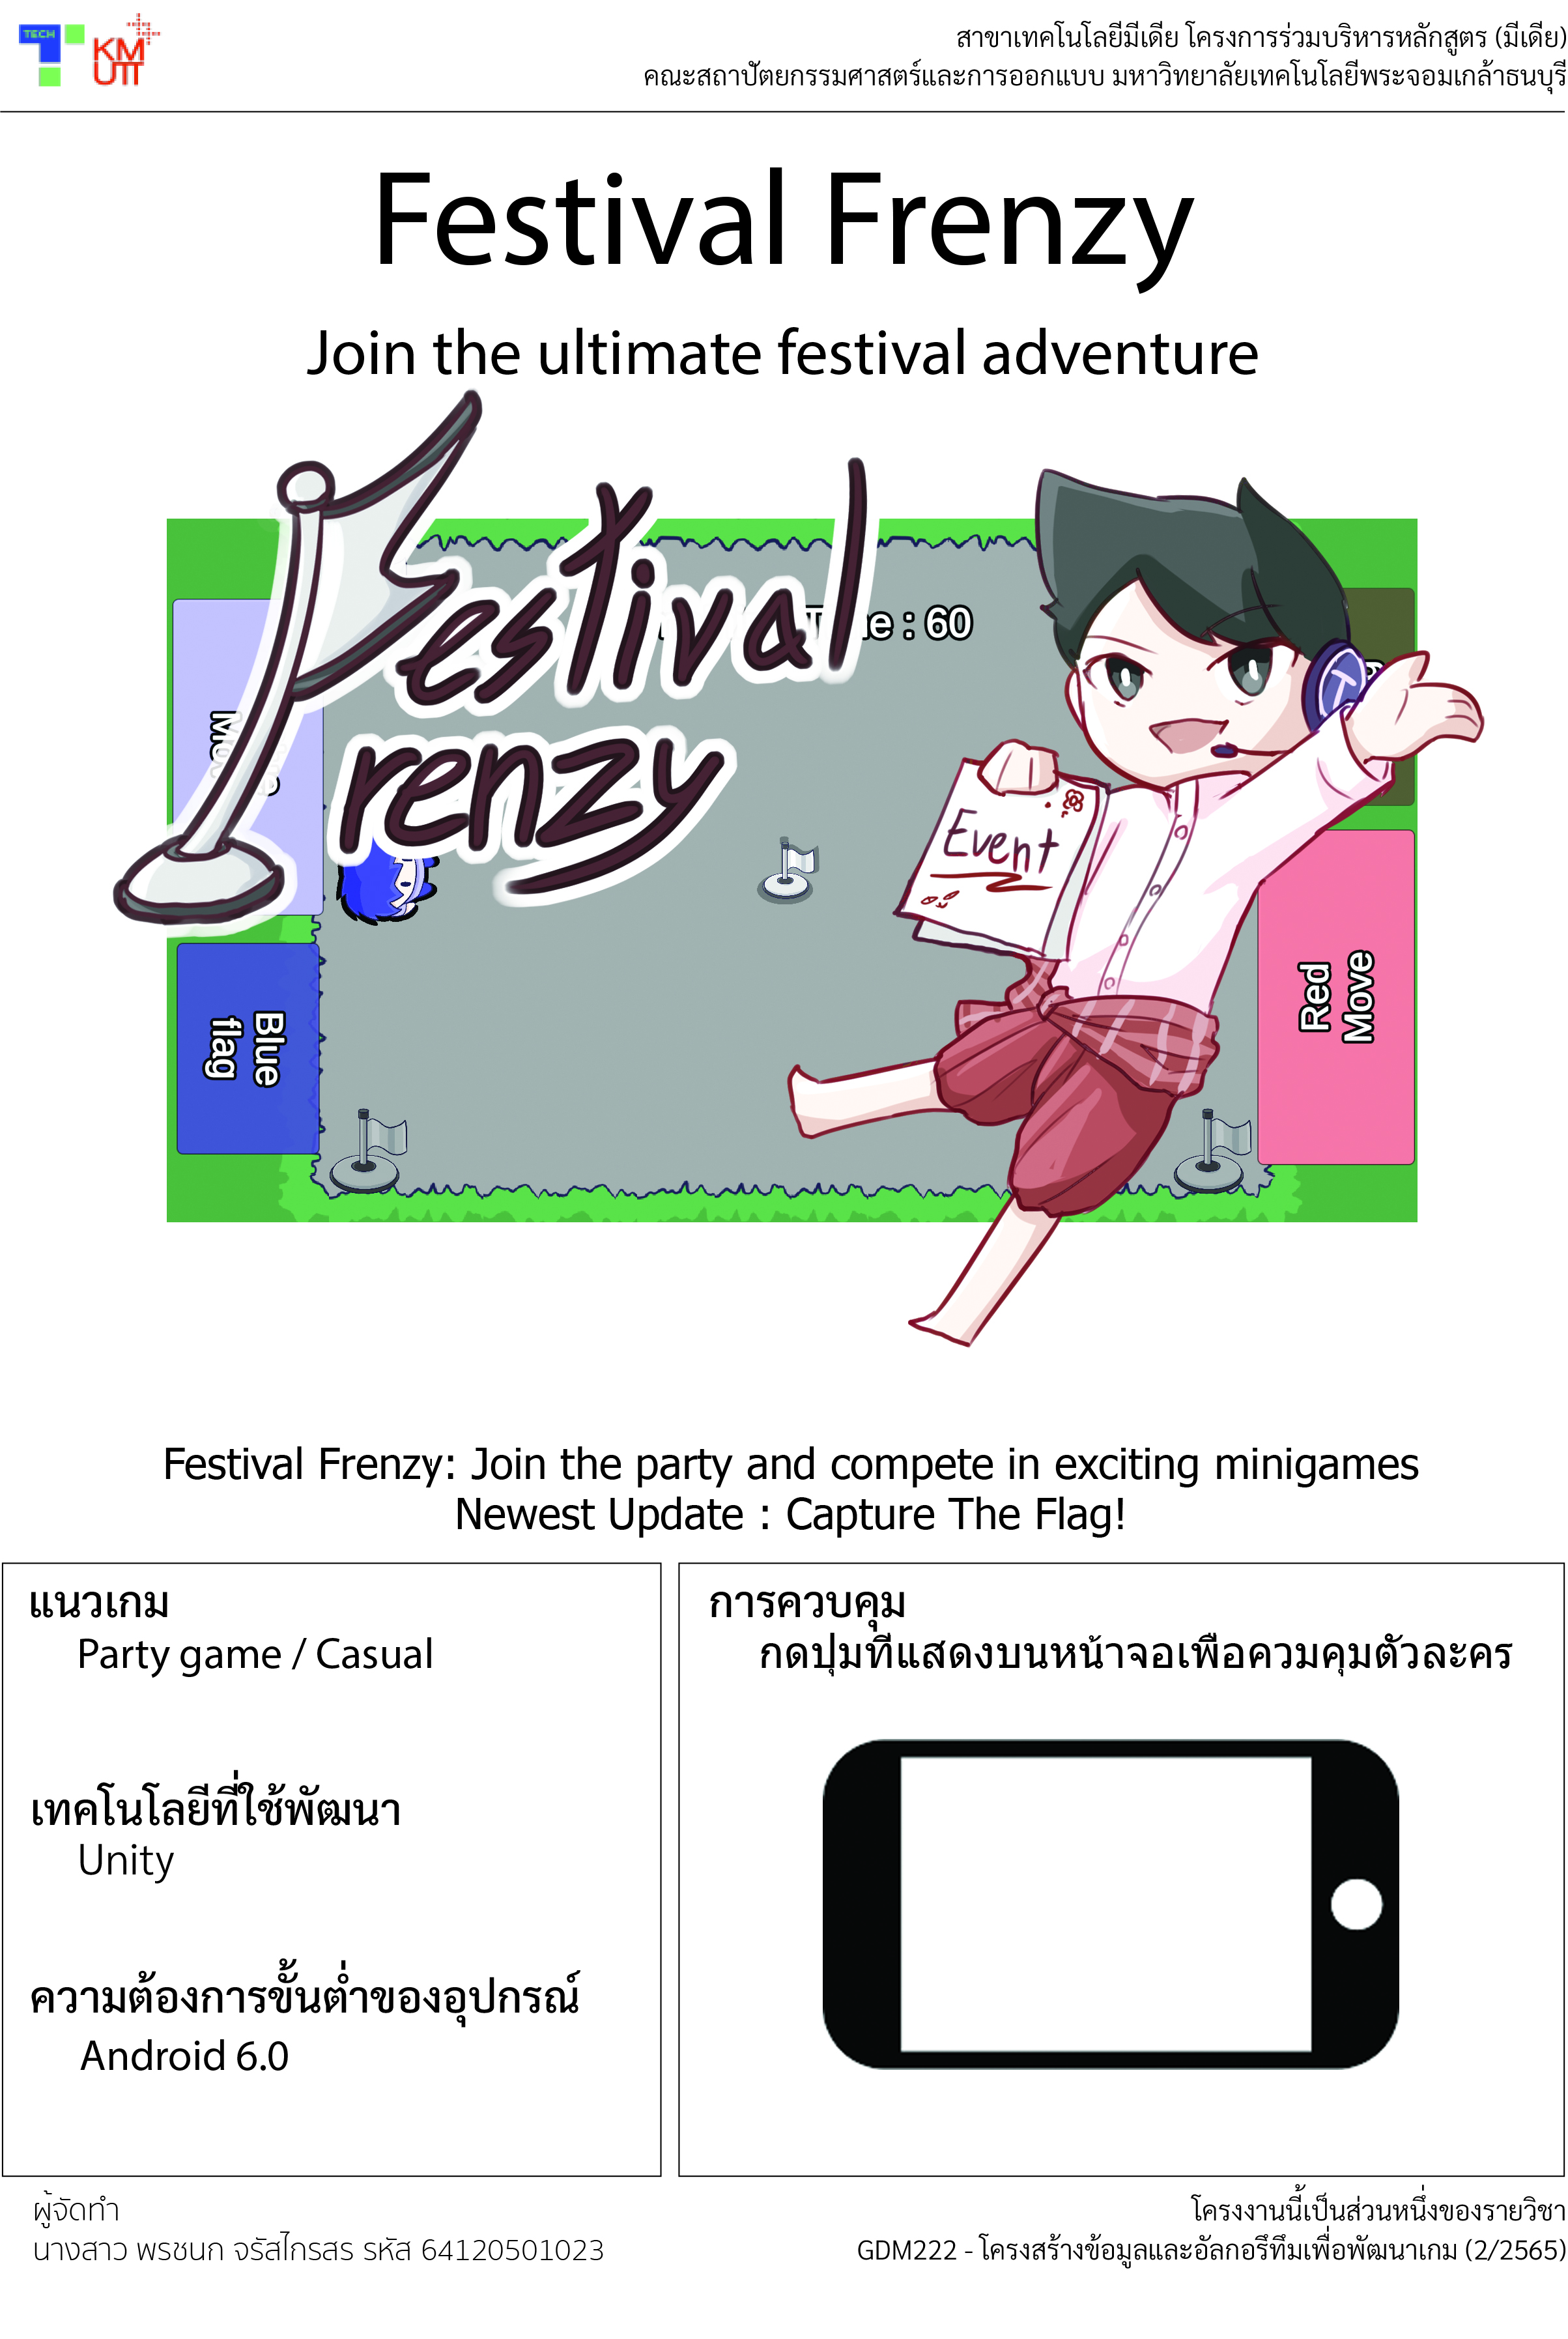 TECH
KM
UTT
สาขาเทคโนโลยีมีเดีย โครงการร่วมบริหารหลักสูตร (มีเดีย)
คณะสถาปัตยกรรมศาสตร์และการออกแบบ มหาวิทยาลัยเทคโนโลยีพระจอมเกล้าธนบุรี
Festival Frenzy
Join the ultimate festival adventure
Festival
Frenzy
: 60
Event
Blue
flag
Red
Move
Festival Frenzy: Join the party and compete in exciting minigames
Newest Update : Capture The Flag!
แนวเกม
Party game / Casual
เทคโนโลยีที่ใช้พัฒนา
Unity
ความต้องการขั้นต่ำของอุปกรณ์
Android 6.0
การควบคุม
กดปุ่มที่แสดงบนหน้าจอเพื่อควมคุมตัวละคร
ผู้จัดทำ
นางสาว พรชนก จรัสไกรสร รหัส 64120501023
โครงงานนี้เป็นส่วนหนึ่งของรายวิชา
GDM222 - โครงสร้างข้อมูลและอัลกอรึทึมเพื่อพัฒนาเกม (2/2565)